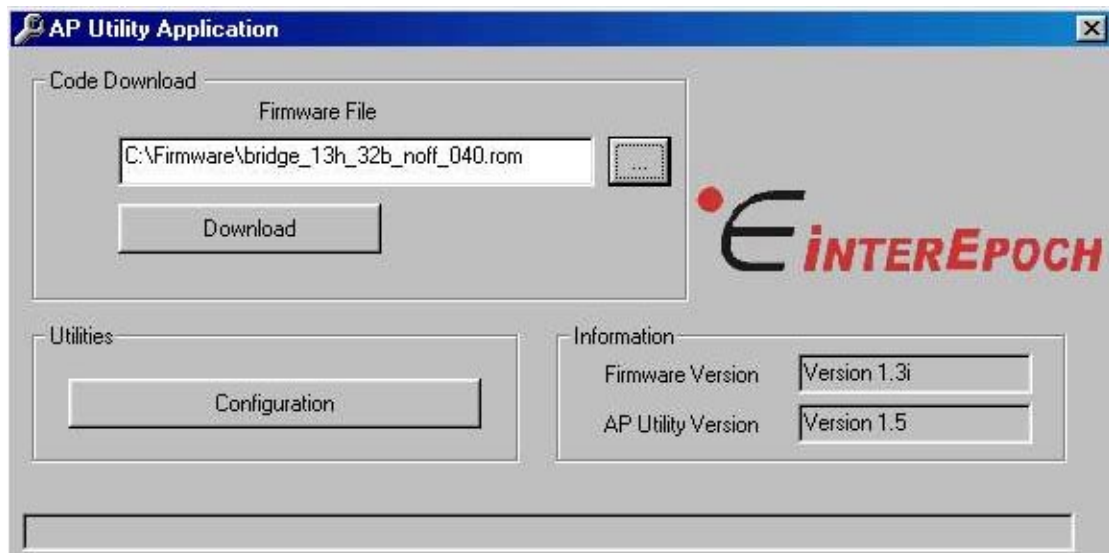 AP Utility Application
Code Download
Firmware File
C:\Firmware\bridge_13h_32b_noff_040.rom
...
Download
INTEREPOCH
Utilities
Configuration
Information
Firmware Version
Version 1.3i
AP Utility Version
Version 1.5